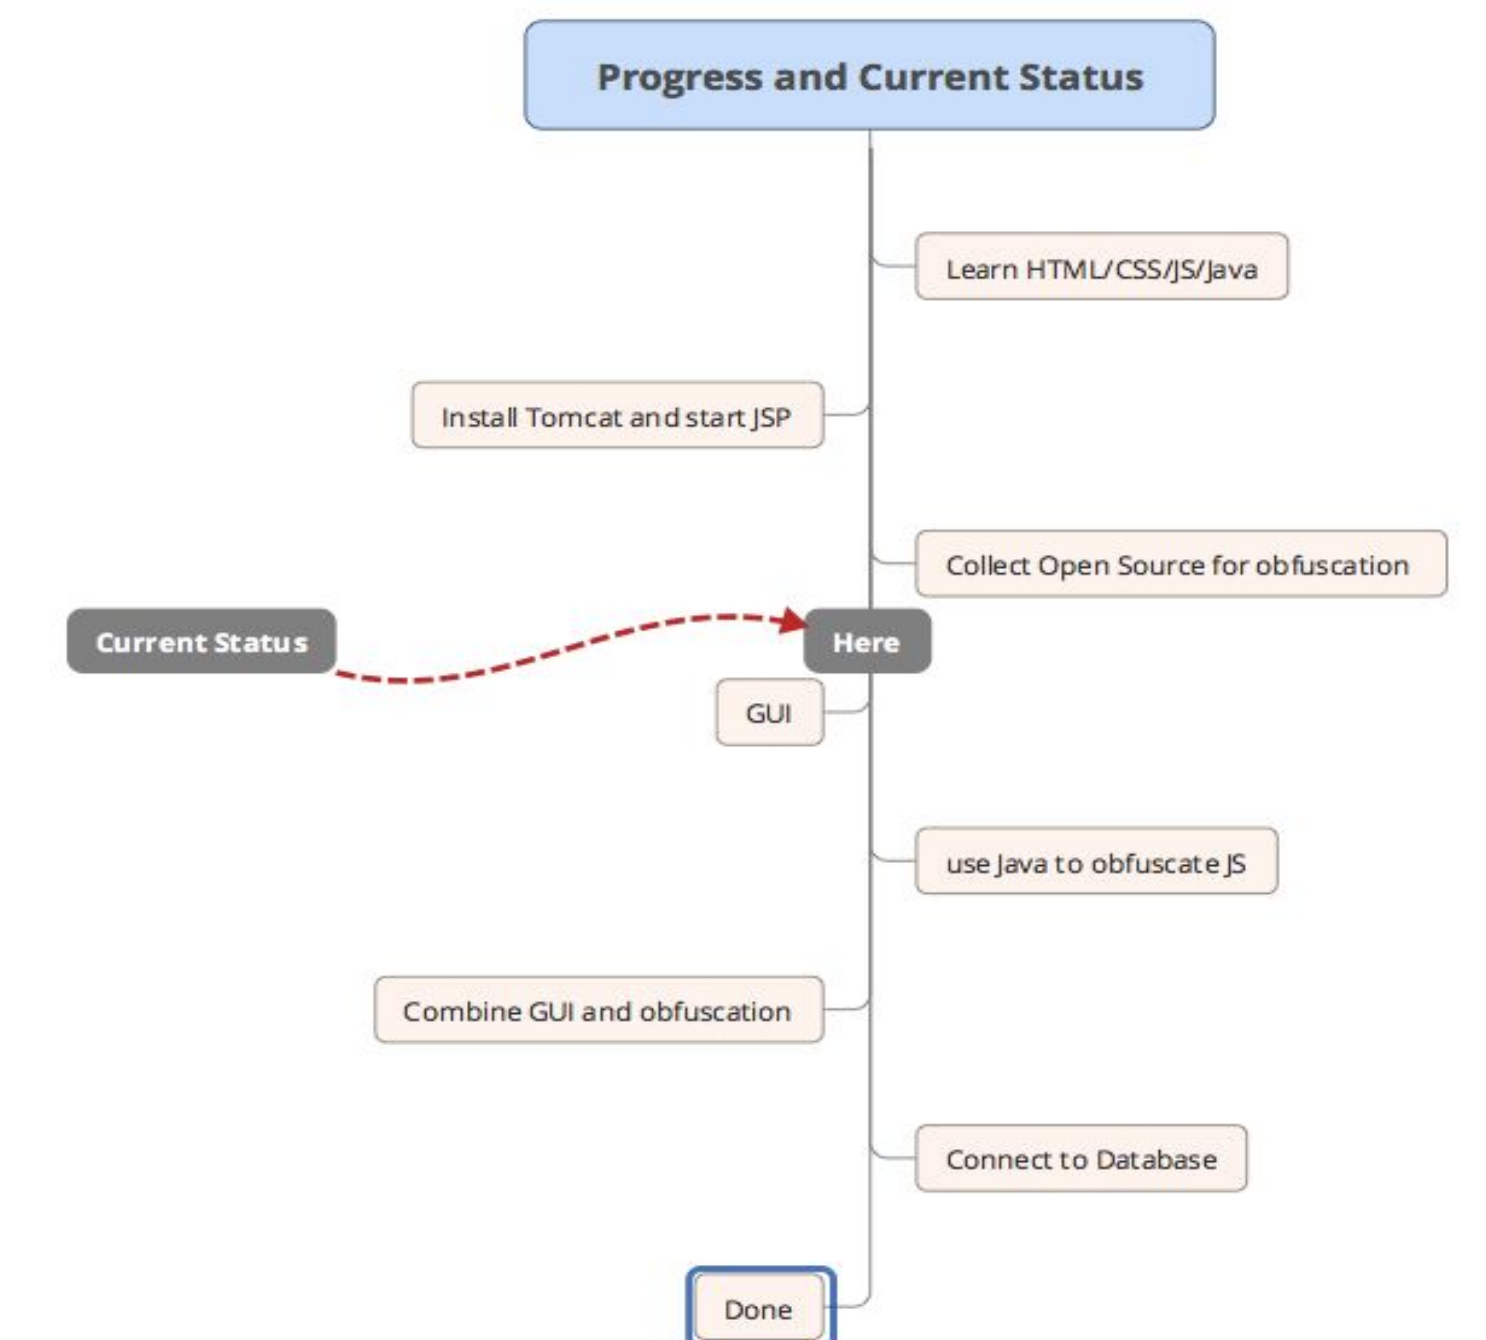 Progress and Current Status
Learn HTML/CSS/JS/Java
Install Tomcat and start JSP
Collect Open Source for obfuscation
Current Status
Here
GUI
use Java to obfuscate JS
Combine GUI and obfuscation
Connect to Database
Done